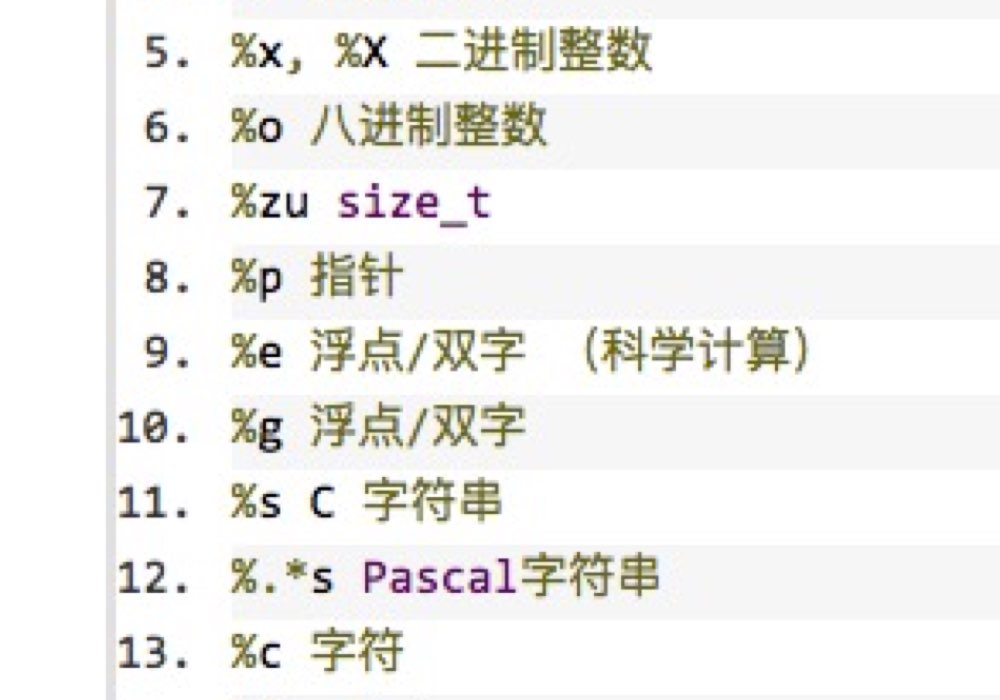 5. %x, %X 二进制整数
6. %o 八进制整数
7. %zu size_t
8. %p 指针
9. %e 浮点/双字 （科学计算）
10. %g 浮点/双字
11. %s C 字符串
12. %.*s Pascal字符串
13. %c 字符